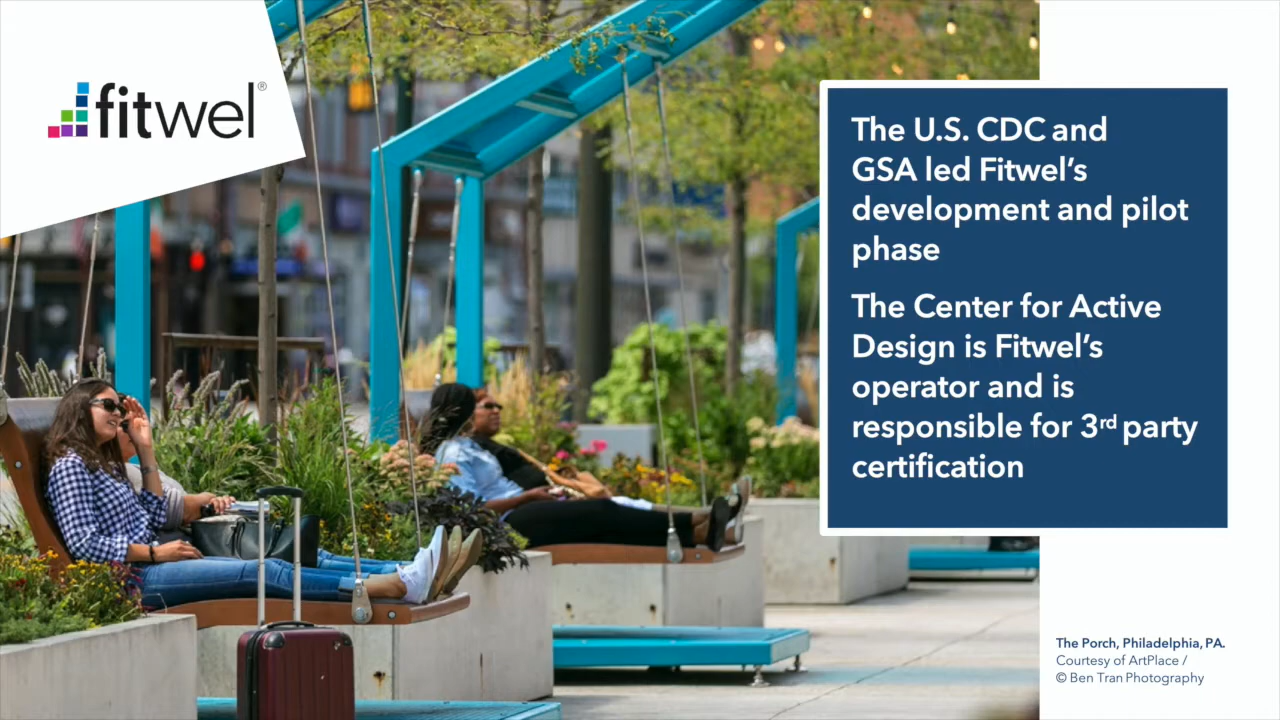 fitwel®
The U.S. CDC and
GSA led Fitwel's
development and pilot
phase
The Center for Active
Design is Fitwel's
operator and is
responsible for 3rd party
certification
The Porch, Philadelphia, PA.
Courtesy of ArtPlace /
© Ben Tran Photography